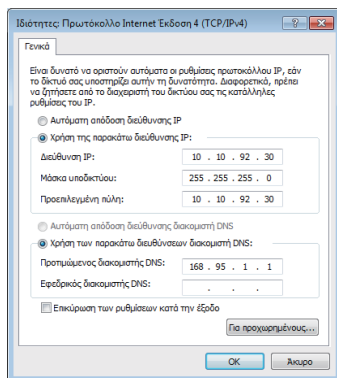 Ιδιότητες: Πρωτόκολλο Internet Έκδοση 4 (TCP/IPv4)
Γενικά
Είναι δυνατό να οριστούν αυτόματα οι ρυθμίσεις πρωτοκόλλου IP, εάν
το δίκτυό σας υποστηρίζει αυτήν τη δυνατότητα. Διαφορετικά, πρέπει
να ζητήσετε από το διαχειριστή του δικτύου σας τις κατάλληλες
ρυθμίσεις του IP.
Αυτόματη απόδοση διεύθυνσης IP
Χρήση της παρακάτω διεύθυνσης IP:
Διεύθυνση IP: 10 . 10 . 92 . 30
Μάσκα υποδικτύου: 255 . 255 . 255 . 0
Προεπιλεγμένη πύλη: 10 . 10 . 92 . 30
Αυτόματη απόδοση διεύθυνσης διακομιστή DNS
Χρήση των παρακάτω διευθύνσεων διακομιστή DNS:
Προτιμώμενος διακομιστής DNS: 168 . 95 . 1 . 1
Εφεδρικός διακομιστής DNS: . . .
Επικύρωση των ρυθμίσεων κατά την έξοδο
Για προχωρημένους...
OK Άκυρο